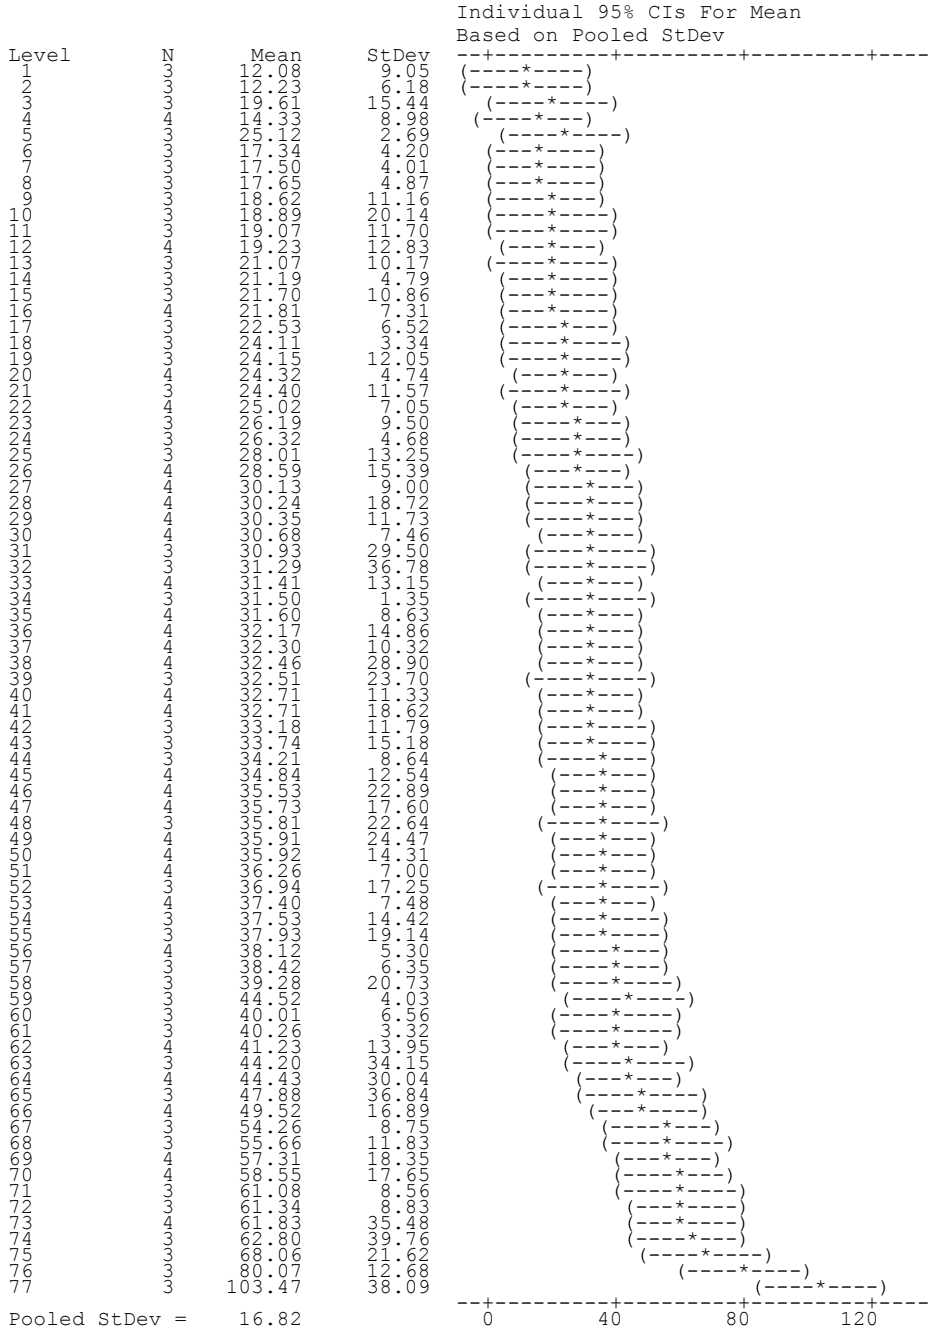 Individual 95% CIs For Mean
Based on Pooled StDev
Level N Mean StDev --+---------+---------+---------+----
1 3 12.08 9.05 (----*----)
2 3 12.23 6.18 (----*----)
3 3 19.61 15.44 (----*----)
4 4 14.33 8.98 (----*---)
5 3 25.12 2.69 (----*----)
6 3 17.34 4.20 (---*----)
7 3 17.50 4.01 (---*----)
8 3 17.65 4.87 (---*----)
9 3 18.62 11.16 (----*---)
10 3 18.89 20.14 (----*----)
11 3 19.07 11.70 (----*----)
12 4 19.23 12.83 (---*---)
13 3 21.07 10.17 (----*----)
14 3 21.19 4.79 (---*----)
15 3 21.70 10.86 (---*----)
16 4 21.81 7.31 (---*----)
17 3 22.53 6.52 (----*---)
18 3 24.11 3.34 (----*----)
19 3 24.15 12.05 (----*----)
20 4 24.32 4.74 (---*---)
21 3 24.40 11.57 (----*----)
22 4 25.02 7.05 (---*---)
23 3 26.19 9.50 (----*---)
24 3 26.32 4.68 (----*---)
25 3 28.01 13.25 (----*----)
26 4 28.59 15.39 (---*---)
27 4 30.13 9.00 (----*---)
28 4 30.24 18.72 (----*---)
29 4 30.35 11.73 (----*---)
30 4 30.68 7.46 (---*---)
31 3 30.93 29.50 (----*----)
32 3 31.29 36.78 (----*----)
33 4 31.41 13.15 (---*---)
34 3 31.50 1.35 (----*----)
35 4 31.60 8.63 (---*---)
36 4 32.17 14.86 (---*---)
37 4 32.30 10.32 (---*---)
38 4 32.46 28.90 (---*---)
39 3 32.51 23.70 (----*----)
40 4 32.71 11.33 (---*---)
41 4 32.71 18.62 (---*---)
42 3 33.18 11.79 (---*----)
43 3 33.74 15.18 (---*----)
44 3 34.21 8.64 (----*---)
45 4 34.84 12.54 (---*---)
46 4 35.53 22.89 (---*---)
47 4 35.73 17.60 (---*---)
48 3 35.81 22.64 (----*----)
49 4 35.91 24.47 (---*---)
50 4 35.92 14.31 (---*---)
51 4 36.26 7.00 (---*---)
52 3 36.94 17.25 (----*----)
53 4 37.40 7.48 (---*---)
54 3 37.53 14.42 (---*----)
55 3 37.93 19.14 (---*----)
56 4 38.12 5.30 (----*---)
57 3 38.42 6.35 (----*---)
58 3 39.28 20.73 (----*----)
59 3 44.52 4.03 (----*----)
60 3 40.01 6.56 (----*----)
61 3 40.26 3.32 (----*----)
62 4 41.23 13.95 (---*---)
63 3 44.20 34.15 (----*----)
64 4 44.43 30.04 (---*---)
65 3 47.88 36.84 (----*----)
66 4 49.52 16.89 (---*----)
67 3 54.26 8.75 (----*---)
68 3 55.66 11.83 (----*----)
69 4 57.31 18.35 (---*---)
70 4 58.55 17.65 (----*---)
71 3 61.08 8.56 (----*----)
72 3 61.34 8.83 (---*----)
73 4 61.83 35.48 (---*----)
74 3 62.80 39.76 (----*---)
75 3 68.06 21.62 (----*----)
76 3 80.07 12.68 (----*----)
77 3 103.47 38.09 (----*----)
--+---------+---------+---------+----
Pooled StDev = 16.82 0 40 80 120